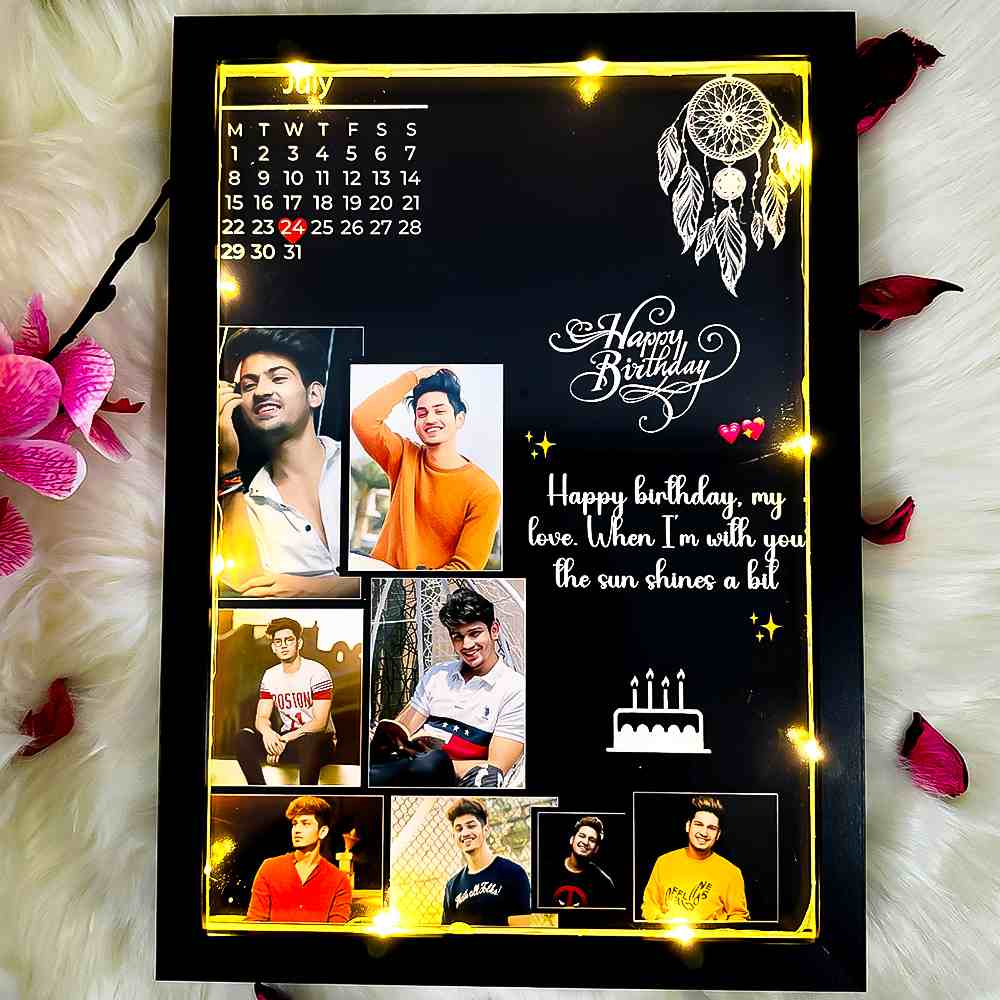 July
M T W T F S S
1 2 3 4 5 6 7
8 9 10 11 12 13 14
15 16 17 18 19 20 21
22 23 24 25 26 27 28
29 30 31
Happy
Birthday
Happy birthday, my
love. When I'm with you
the sun shines a bit
BOSTON
OFFLINE